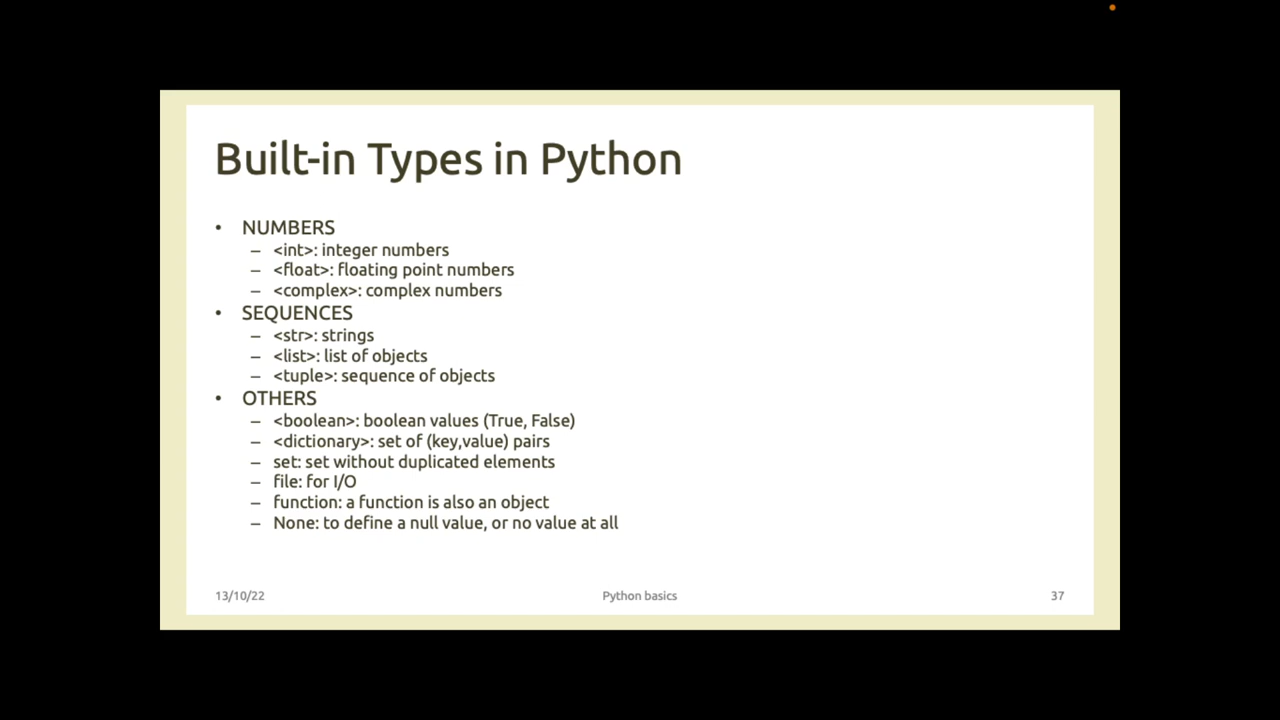 Built-in Types in Python
• NUMBERS
– <int>: integer numbers
– <float>: floating point numbers
– <complex>: complex numbers
• SEQUENCES
– <str>: strings
– <list>: list of objects
– <tuple>: sequence of objects
• OTHERS
– <boolean>: boolean values (True, False)
– <dictionary>: set of (key,value) pairs
– set: set without duplicated elements
– file: for I/O
– function: a function is also an object
– None: to define a null value, or no value at all
13/10/22 Python basics 37